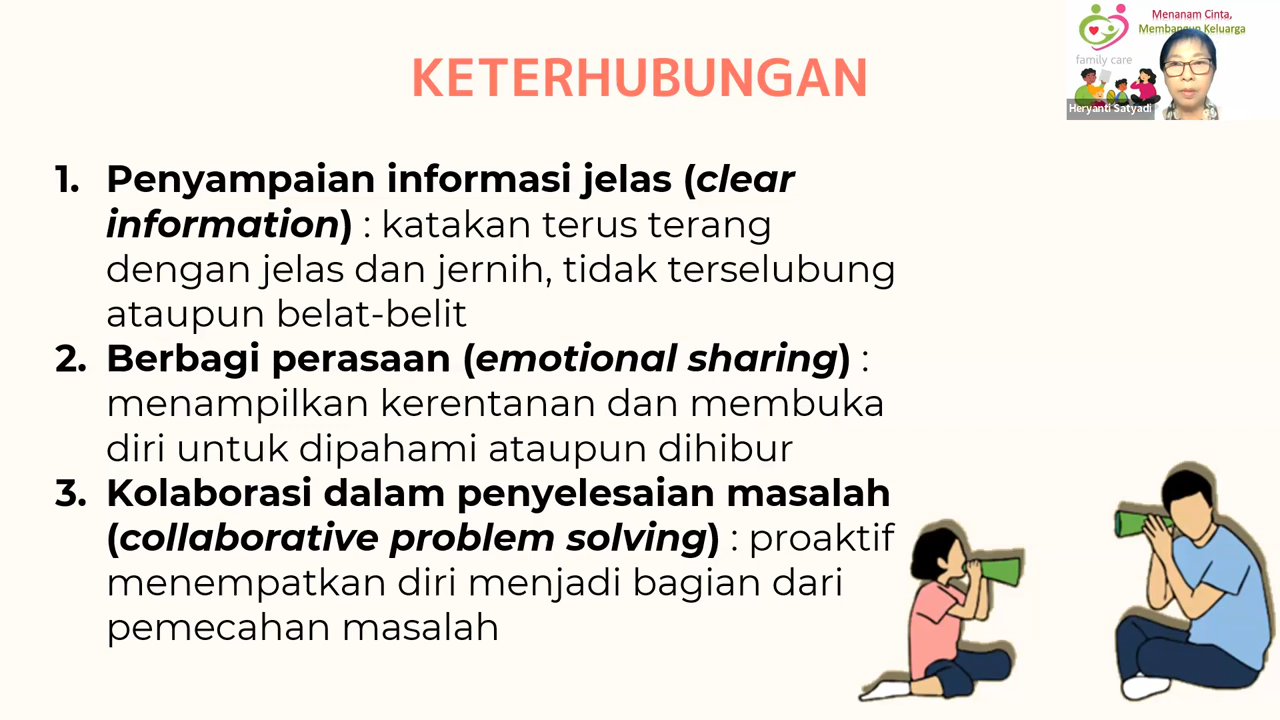 KETERHUBUNGAN
Menanam Cinta,
Membangun Keluarga
family care
Heryanti Satyadi
1. Penyampaian informasi jelas (clear
information) : katakan terus terang
dengan jelas dan jernih, tidak terselubung
ataupun belat-belit
2. Berbagi perasaan (emotional sharing) :
menampilkan kerentanan dan membuka
diri untuk dipahami ataupun dihibur
3. Kolaborasi dalam penyelesaian masalah
(collaborative problem solving) : proaktif
menempatkan diri menjadi bagian dari
pemecahan masalah